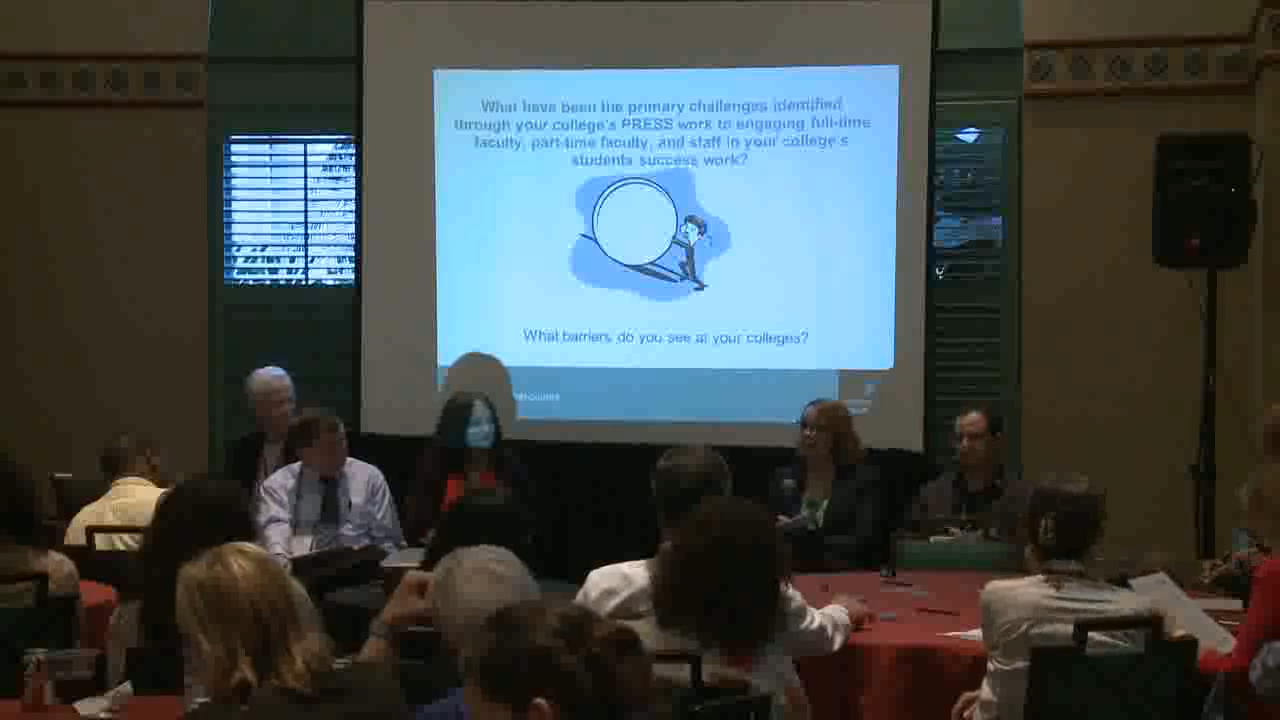 What have been the primary challenges identified
through your college's PRESS work to engaging full-time
faculty, part-time faculty, and staff in your college's
students success work?
What barriers do you see at your colleges?